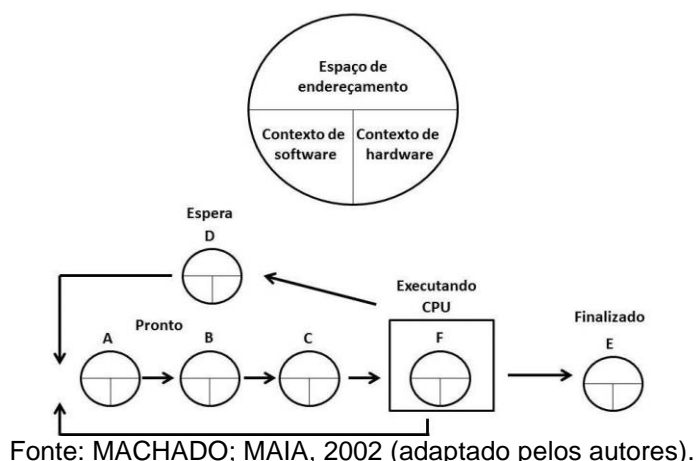 Espaço de
endereçamento
Contexto de
software
Contexto de
hardware
Espera
D
Executando
CPU
Finalizado
Pronto
A
B
C
F
E
Fonte: MACHADO; MAIA, 2002 (adaptado pelos autores).